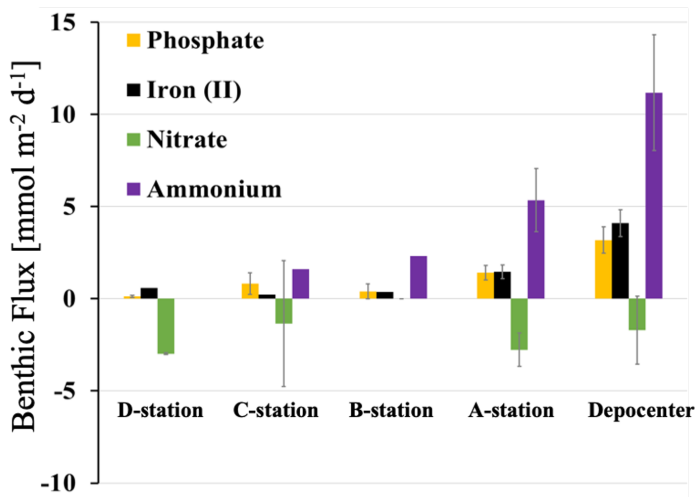 15
10
5
0
-5
-10
Benthic Flux [mmol m-2 d-1]
Phosphate
Iron (II)
Nitrate
Ammonium
D-station C-station B-station A-station Depocenter